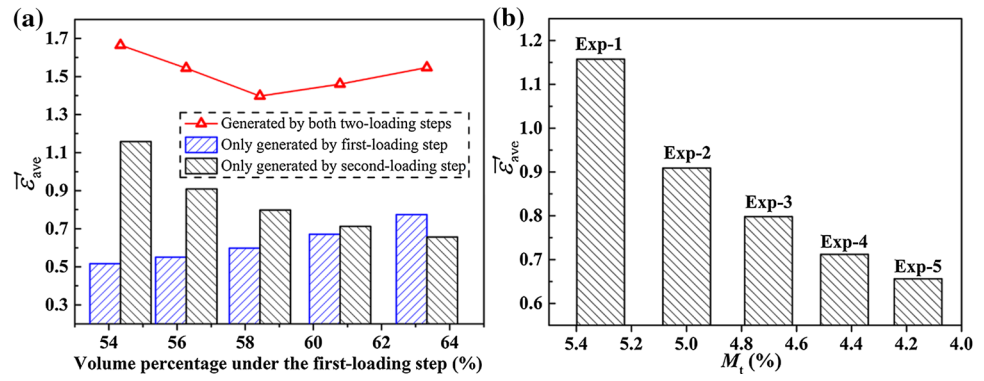 (a)
1.7
1.5
1.3
1.1
0.9
0.7
0.5
0.3
ε̅′ave
Generated by both two-loading steps
Only generated by first-loading step
Only generated by second-loading step
54 56 58 60 62 64
Volume percentage under the first-loading step (%)
(b)
1.2
1.1
1.0
0.9
0.8
0.7
0.6
ε̅′ave
Exp-1
Exp-2
Exp-3
Exp-4
Exp-5
5.4 5.2 5.0 4.8 4.6 4.4 4.2 4.0
Mt (%)